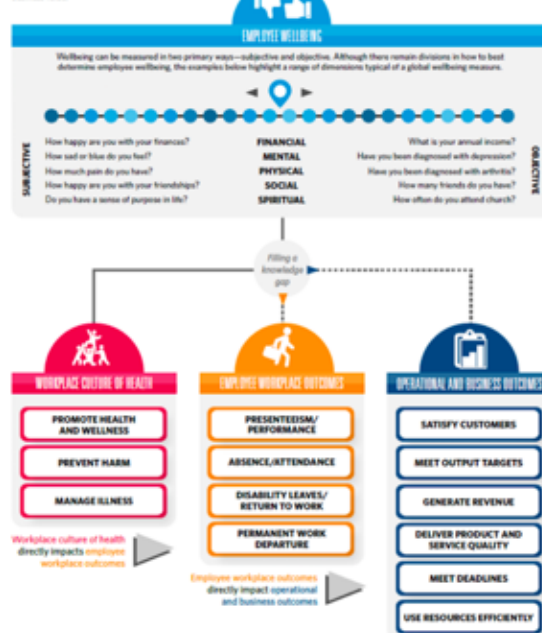 EMPLOYEE WELLBEING
Wellbeing can be measured in two primary ways—subjective and objective. Although there remain divisions in how to best
determine employee wellbeing, the examples below highlight a range of dimensions typical of a global wellbeing measure.
SUBJECTIVE
How happy are you with your finances?
How sad or blue do you feel?
How much pain do you have?
How happy are you with your friendships?
Do you have a sense of purpose in life?
FINANCIAL
MENTAL
PHYSICAL
SOCIAL
SPIRITUAL
What is your annual income?
Have you been diagnosed with depression?
Have you been diagnosed with arthritis?
How many friends do you have?
How often do you attend church?
OBJECTIVE
Filling a
knowledge
gap
WORKPLACE CULTURE OF HEALTH
PROMOTE HEALTH
AND WELLNESS
PREVENT HARM
MANAGE ILLNESS
Workplace culture of health
directly impacts employee
workplace outcomes
EMPLOYEE WORKPLACE OUTCOMES
PRESENTEEISM/
PERFORMANCE
ABSENCE/ATTENDANCE
DISABILITY LEAVES/
RETURN TO WORK
PERMANENT WORK
DEPARTURE
Employee workplace outcomes
directly impact operational
and business outcomes
OPERATIONAL AND BUSINESS OUTCOMES
SATISFY CUSTOMERS
MEET OUTPUT TARGETS
GENERATE REVENUE
DELIVER PRODUCT AND
SERVICE QUALITY
MEET DEADLINES
USE RESOURCES EFFICIENTLY